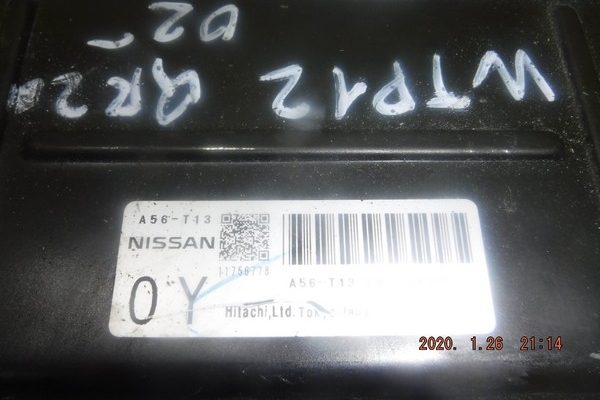 WTP12 QR20
02-
A56-T13
NISSAN
11756778
A56-T13
0Y
Hitachi,Ltd.
2020. 1.26 21:14